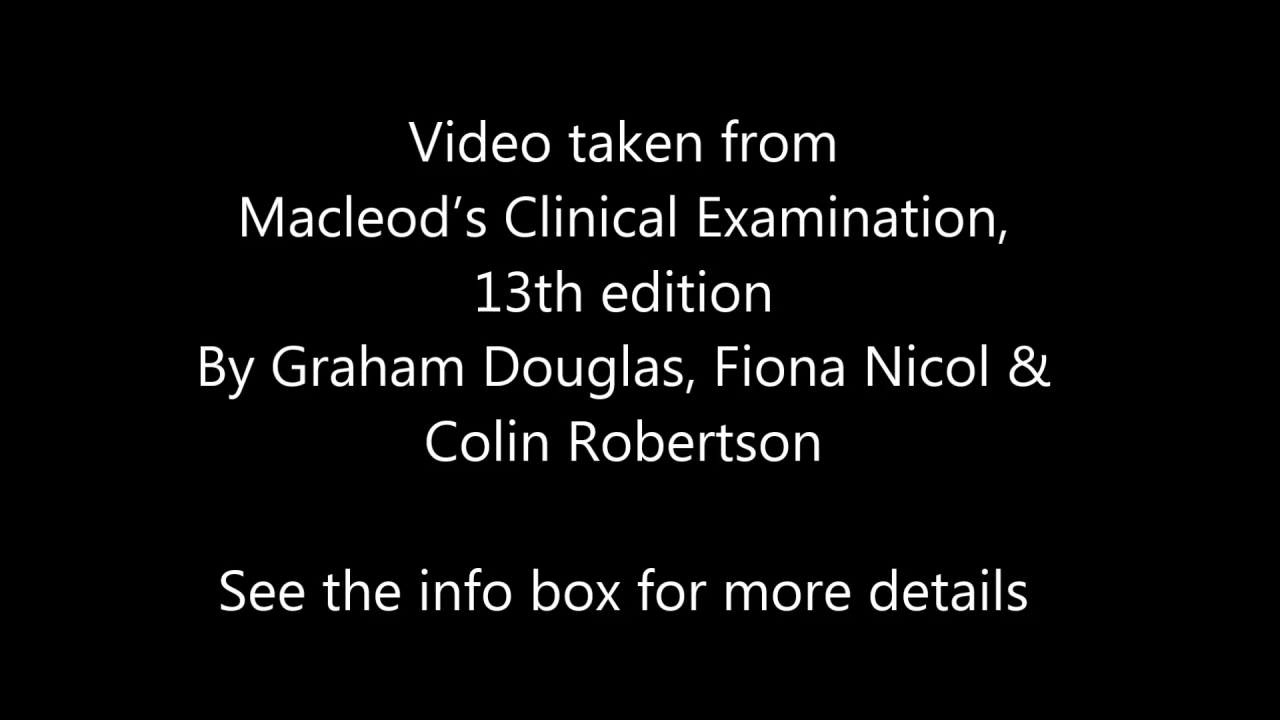 Video taken from
Macleod’s Clinical Examination,
13th edition
By Graham Douglas, Fiona Nicol &
Colin Robertson
See the info box for more details